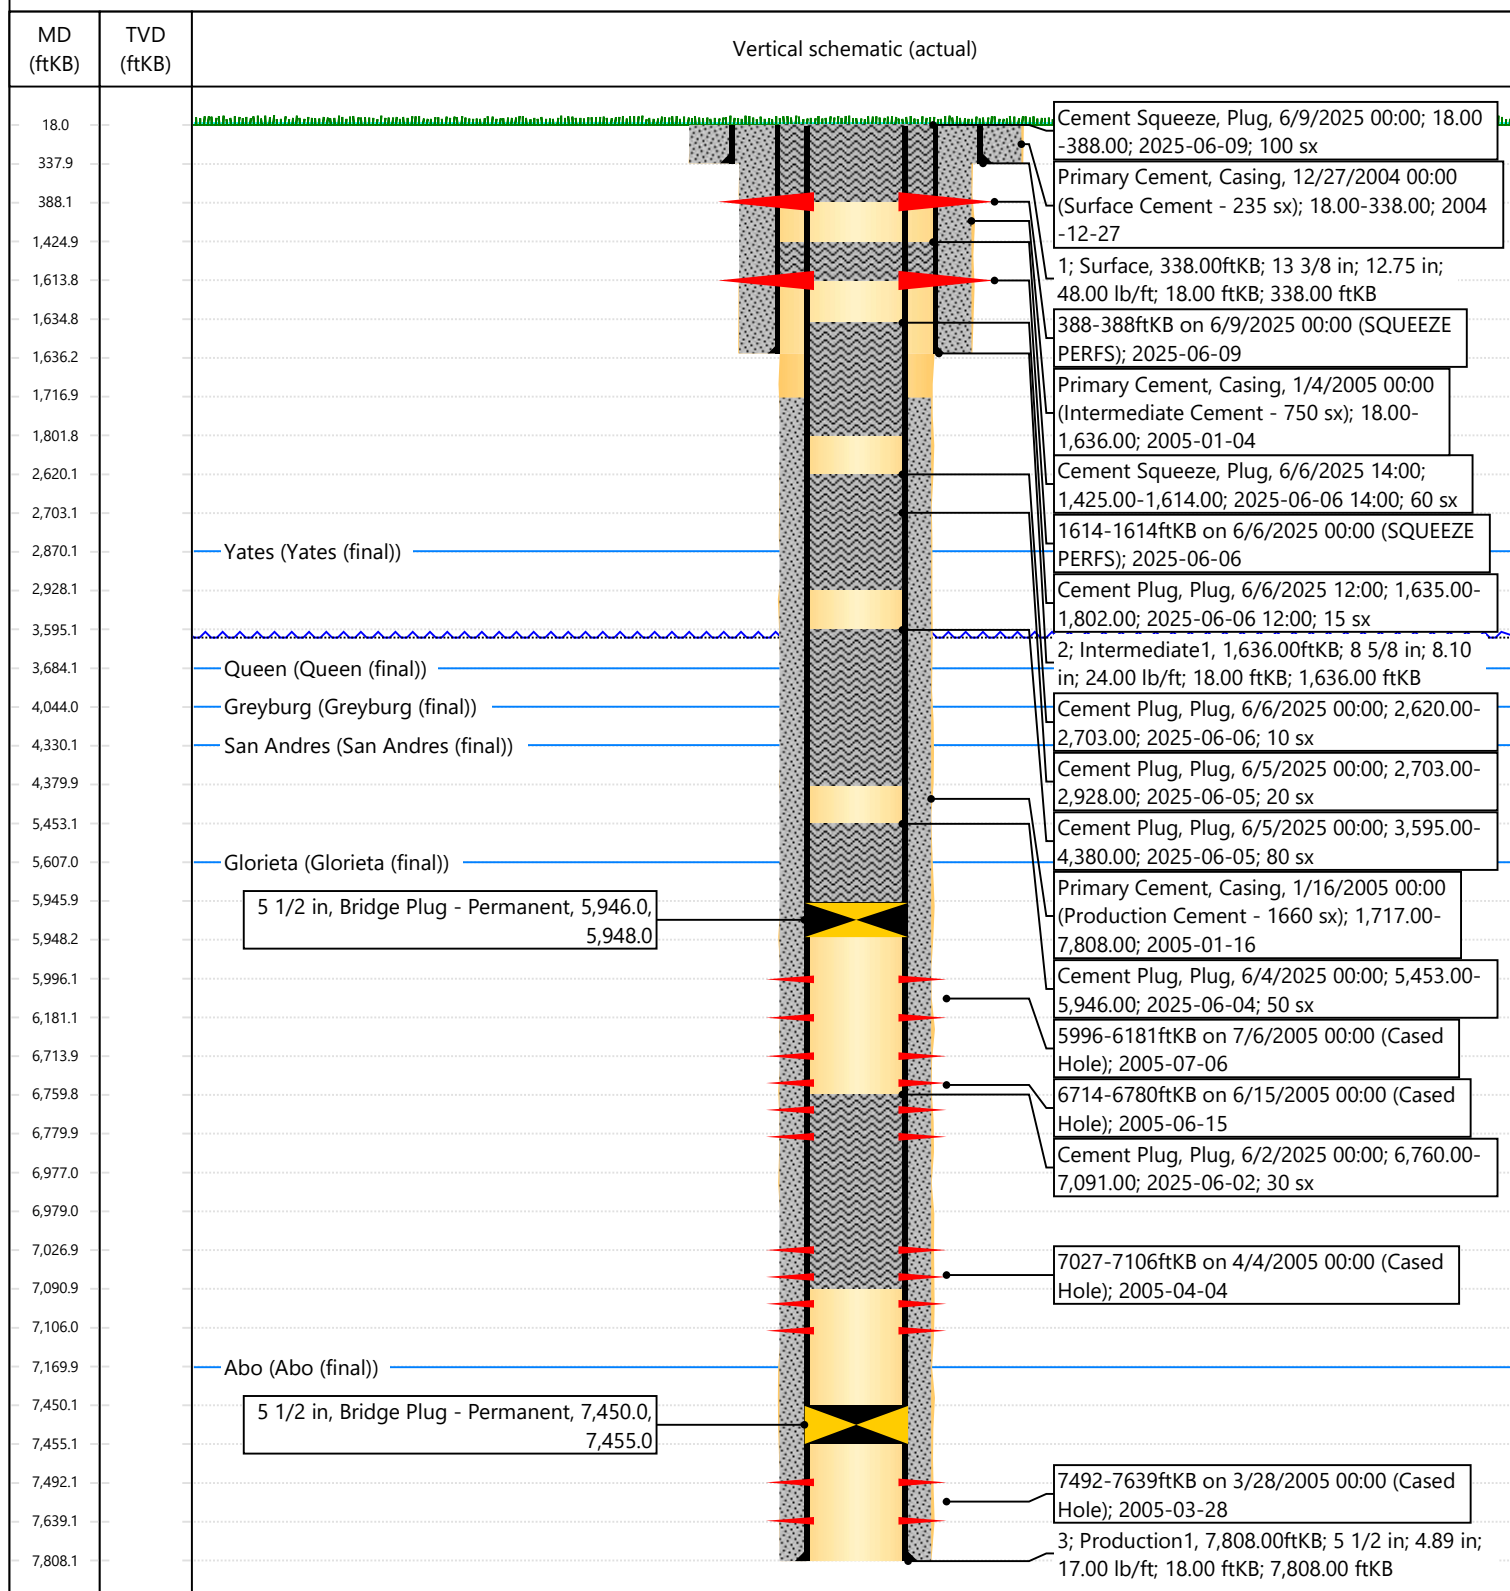 MD
(ftKB)
TVD
(ftKB)
Vertical schematic (actual)
18.0
337.9
388.1
1,424.9
1,613.8
1,634.8
1,636.2
1,716.9
1,801.8
2,620.1
2,703.1
2,870.1
2,928.1
3,595.1
3,684.1
4,044.0
4,330.1
4,379.9
5,453.1
5,607.0
5,945.9
5,948.2
5,996.1
6,181.1
6,713.9
6,759.8
6,779.9
6,977.0
6,979.0
7,026.9
7,090.9
7,106.0
7,169.9
7,450.1
7,455.1
7,492.1
7,639.1
7,808.1
Yates (Yates (final))
Queen (Queen (final))
Greyburg (Greyburg (final))
San Andres (San Andres (final))
Glorieta (Glorieta (final))
5 1/2 in, Bridge Plug - Permanent, 5,946.0,
5,948.0
Abo (Abo (final))
5 1/2 in, Bridge Plug - Permanent, 7,450.0,
7,455.0
Cement Squeeze, Plug, 6/9/2025 00:00; 18.00
-388.00; 2025-06-09; 100 sx
Primary Cement, Casing, 12/27/2004 00:00
(Surface Cement - 235 sx); 18.00-338.00; 2004
-12-27
1; Surface, 338.00ftKB; 13 3/8 in; 12.75 in;
48.00 lb/ft; 18.00 ftKB; 338.00 ftKB
388-388ftKB on 6/9/2025 00:00 (SQUEEZE
PERFS); 2025-06-09
Primary Cement, Casing, 1/4/2005 00:00
(Intermediate Cement - 750 sx); 18.00-
1,636.00; 2005-01-04
Cement Squeeze, Plug, 6/6/2025 14:00;
1,425.00-1,614.00; 2025-06-06 14:00; 60 sx
1614-1614ftKB on 6/6/2025 00:00 (SQUEEZE
PERFS); 2025-06-06
Cement Plug, Plug, 6/6/2025 12:00; 1,635.00-
1,802.00; 2025-06-06 12:00; 15 sx
2; Intermediate1, 1,636.00ftKB; 8 5/8 in; 8.10
in; 24.00 lb/ft; 18.00 ftKB; 1,636.00 ftKB
Cement Plug, Plug, 6/6/2025 00:00; 2,620.00-
2,703.00; 2025-06-06; 10 sx
Cement Plug, Plug, 6/5/2025 00:00; 2,703.00-
2,928.00; 2025-06-05; 20 sx
Cement Plug, Plug, 6/5/2025 00:00; 3,595.00-
4,380.00; 2025-06-05; 80 sx
Primary Cement, Casing, 1/16/2005 00:00
(Production Cement - 1660 sx); 1,717.00-
7,808.00; 2005-01-16
Cement Plug, Plug, 6/4/2025 00:00; 5,453.00-
5,946.00; 2025-06-04; 50 sx
5996-6181ftKB on 7/6/2005 00:00 (Cased
Hole); 2005-07-06
6714-6780ftKB on 6/15/2005 00:00 (Cased
Hole); 2005-06-15
Cement Plug, Plug, 6/2/2025 00:00; 6,760.00-
7,091.00; 2025-06-02; 30 sx
7027-7106ftKB on 4/4/2005 00:00 (Cased
Hole); 2005-04-04
7492-7639ftKB on 3/28/2005 00:00 (Cased
Hole); 2005-03-28
3; Production1, 7,808.00ftKB; 5 1/2 in; 4.89 in;
17.00 lb/ft; 18.00 ftKB; 7,808.00 ftKB